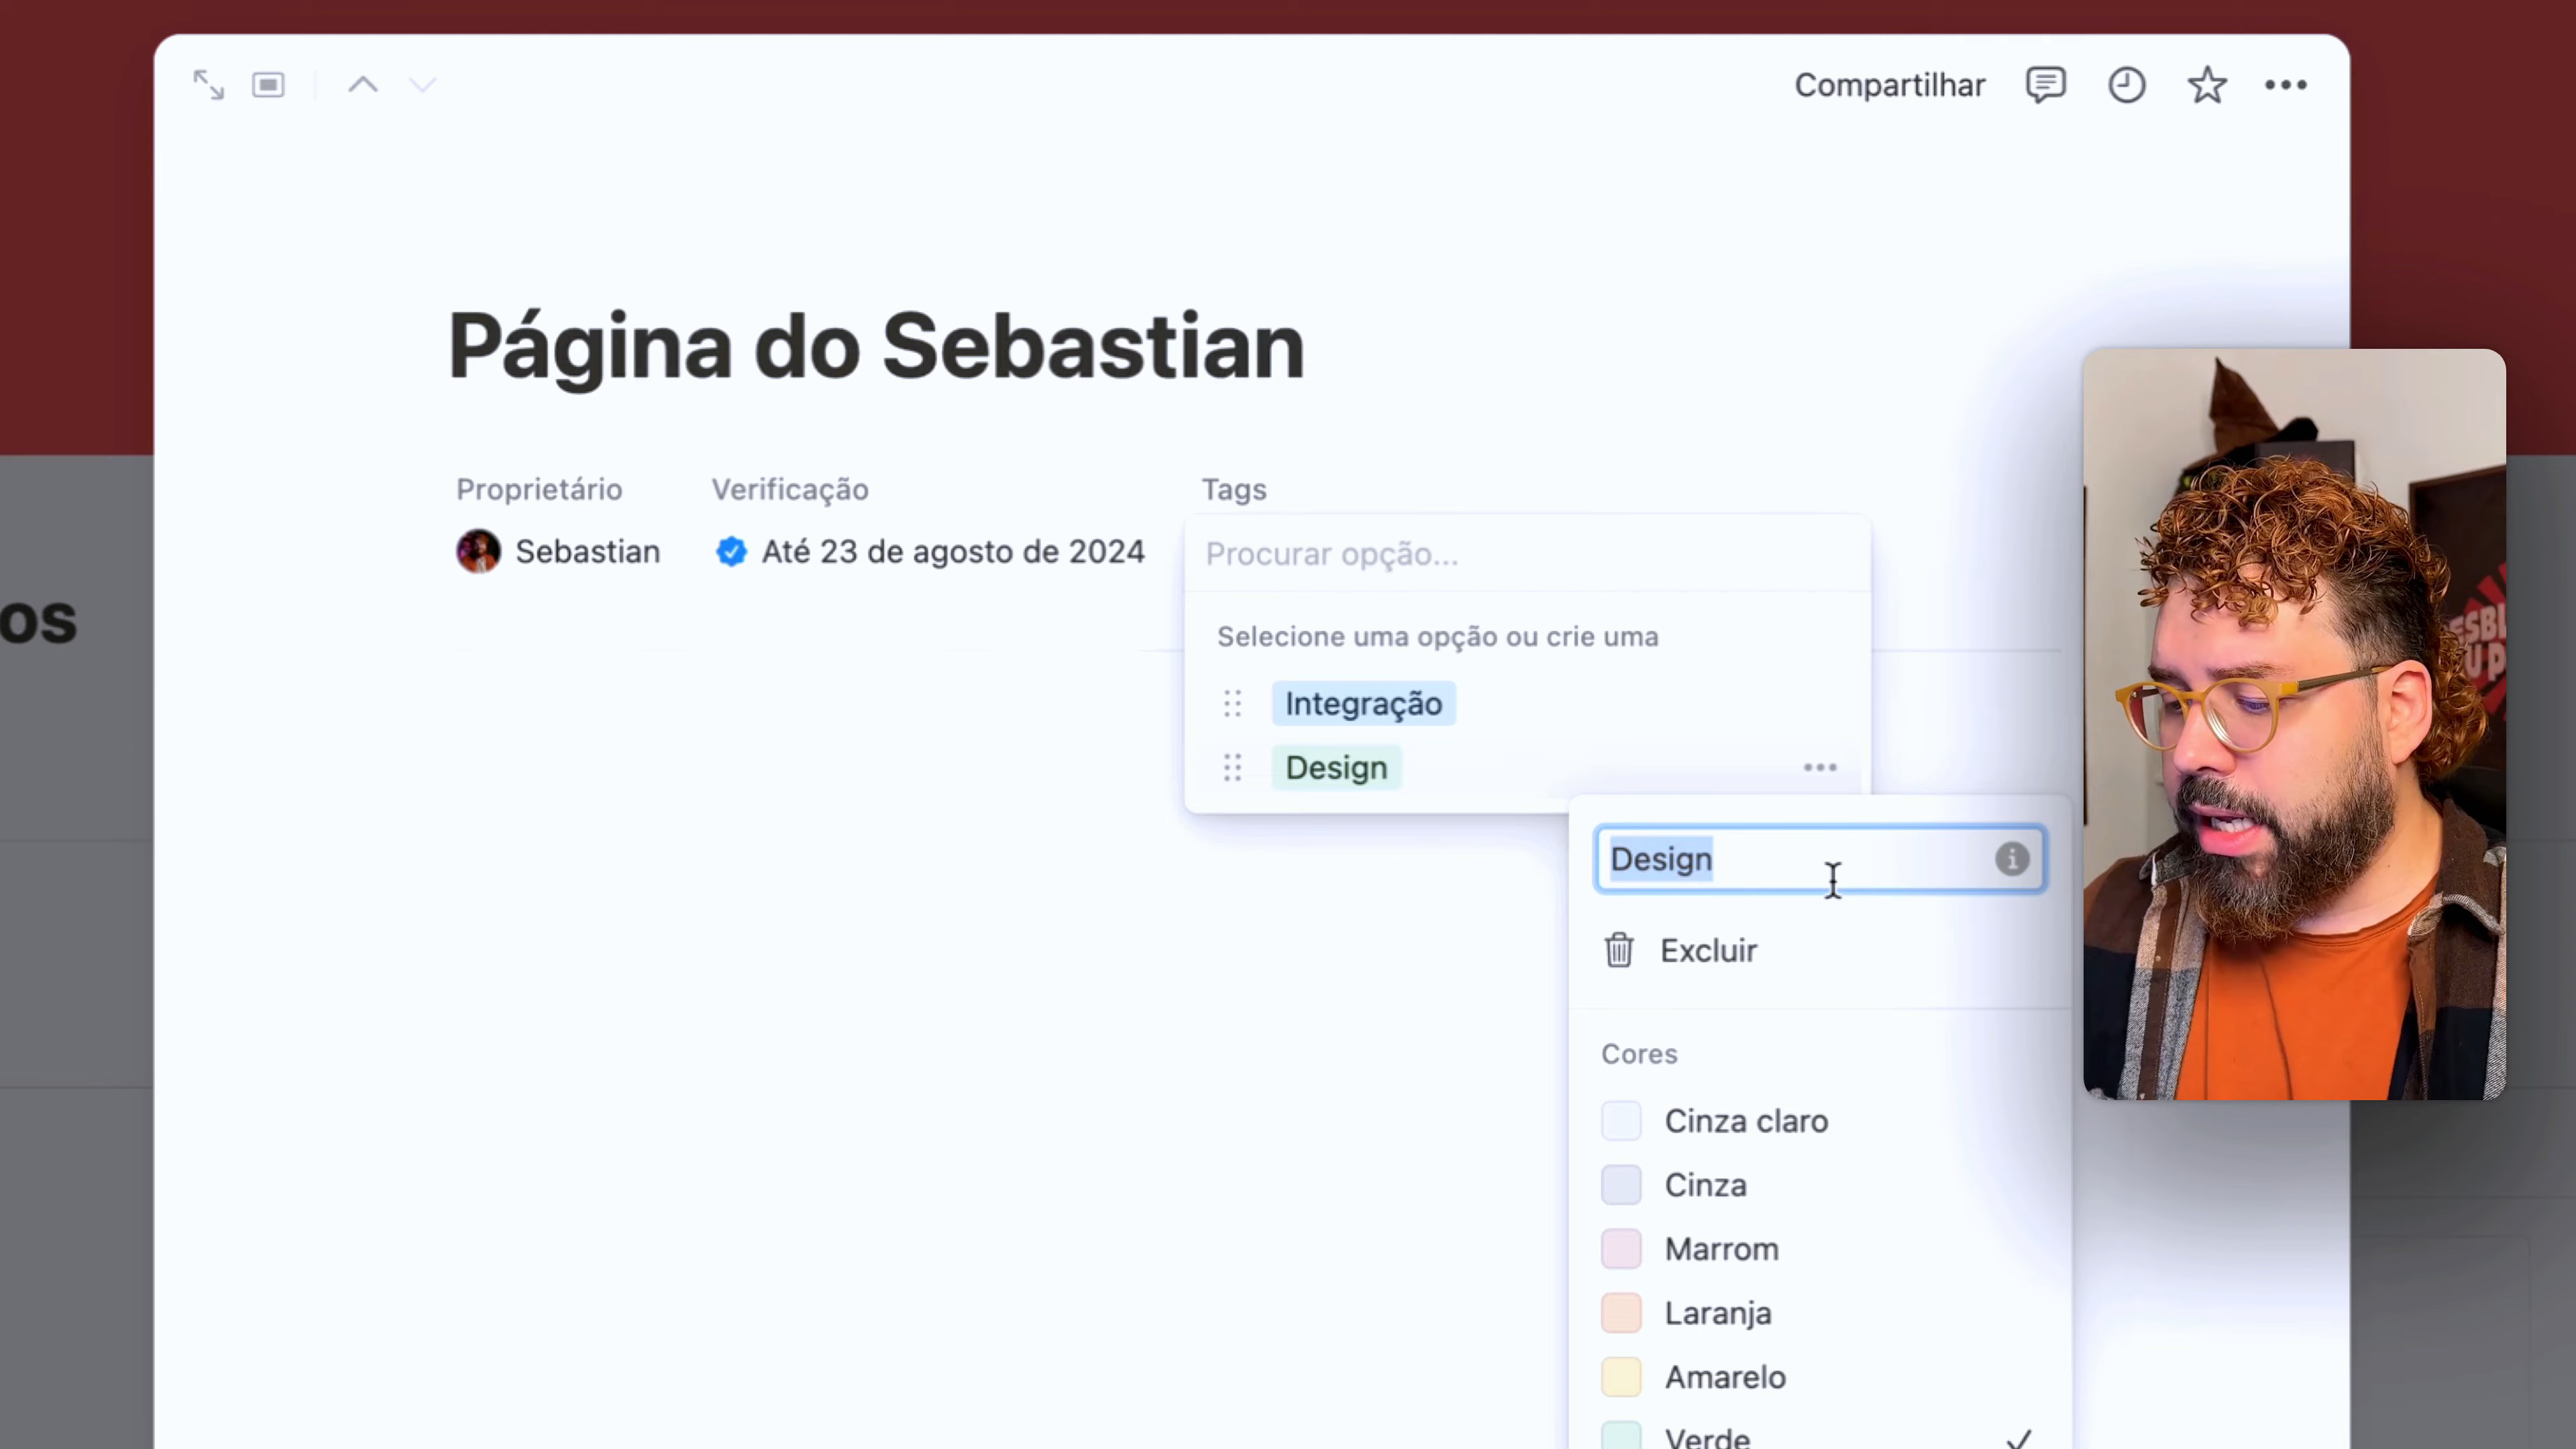 Compartilhar
Página do Sebastian
Proprietário
Verificação
Tags
Sebastian
Até 23 de agosto de 2024
Procurar opção...
os
Selecione uma opção ou crie uma
Integração
Design
Design
Excluir
Cores
Cinza claro
Cinza
Marrom
Laranja
Amarelo
Verde